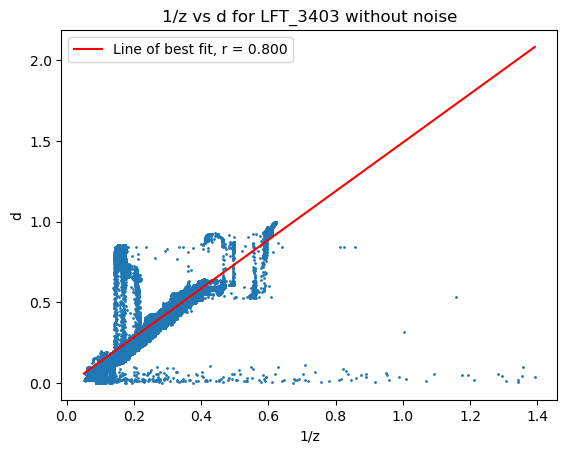 1/z vs d for LFT_3403 without noise
Line of best fit, r = 0.800
2.0
1.5
1.0
0.5
0.0
d
0.0 0.2 0.4 0.6 0.8 1.0 1.2 1.4
1/z